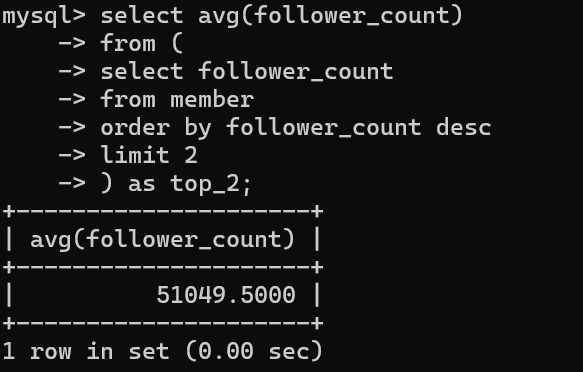 mysql> select avg(follower_count)
    -> from (
    -> select follower_count
    -> from member
    -> order by follower_count desc
    -> limit 2
    -> ) as top_2;
+---------------------+
| avg(follower_count) |
+---------------------+
|          51049.5000 |
+---------------------+
1 row in set (0.00 sec)